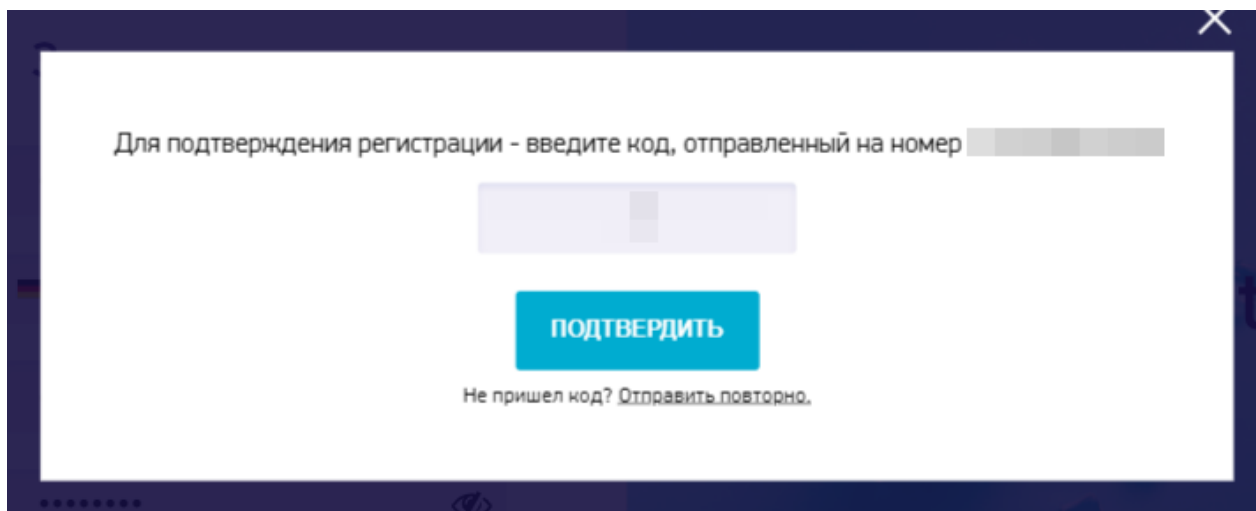 Для подтверждения регистрации - введите код, отправленный на номер
ПОДТВЕРДИТЬ
Не пришел код? Отправить повторно.